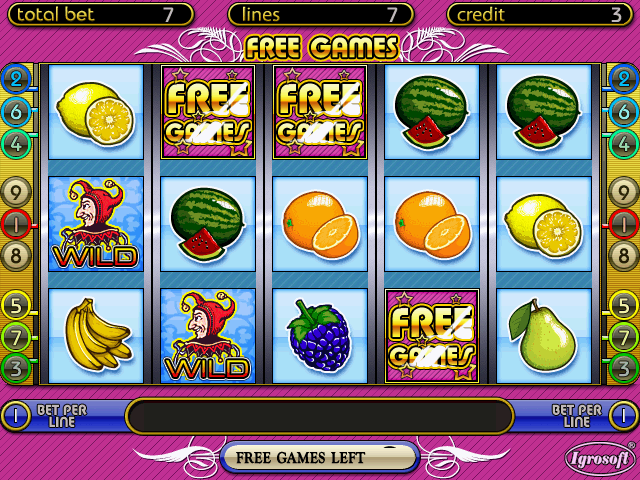 total bet 7 lines 7 credit 3
FREE GAMES
2 FREE FREE 2
GAMES GAMES
6 6
4 4
9 9
1 WILD 1
8 8
5 5
7 FREE 7
WILD GAMES
3 3
1 BET PER LINE BET PER LINE 1
FREE GAMES LEFT
Igrosoft